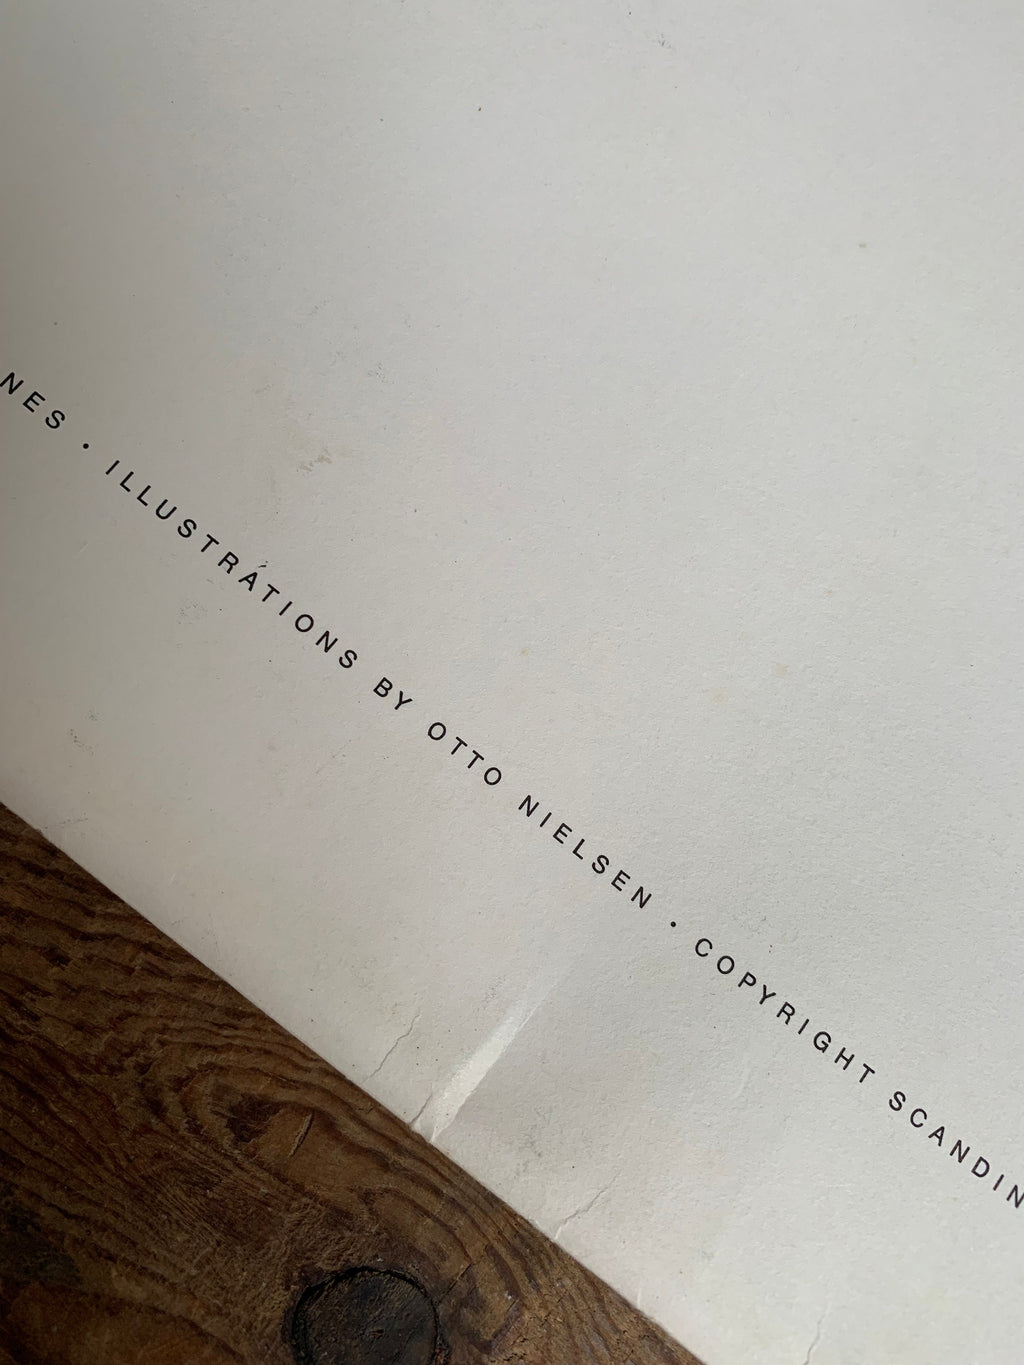 NES • ILLUSTRATIONS BY OTTO NIELSEN • COPYRIGHT SCANDIN